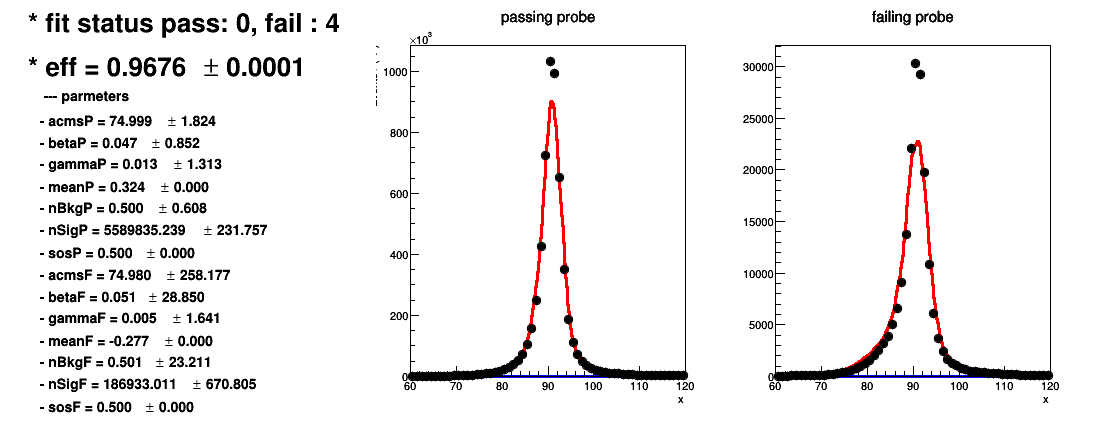 * fit status pass: 0, fail : 4
* eff = 0.9676 ± 0.0001
--- parmeters
- acmsP = 74.999 ± 1.824
- betaP = 0.047 ± 0.852
- gammaP = 0.013 ± 1.313
- meanP = 0.324 ± 0.000
- nBkgP = 0.500 ± 0.608
- nSigP = 5589835.239 ± 231.757
- sosP = 0.500 ± 0.000
- acmsF = 74.980 ± 258.177
- betaF = 0.051 ± 28.850
- gammaF = 0.005 ± 1.641
- meanF = -0.277 ± 0.000
- nBkgF = 0.501 ± 23.211
- nSigF = 186933.011 ± 670.805
- sosF = 0.500 ± 0.000
passing probe
×10³
1000
800
600
400
200
0
60 70 80 90 100 110 120
x
failing probe
30000
25000
20000
15000
10000
5000
0
60 70 80 90 100 110 120
x